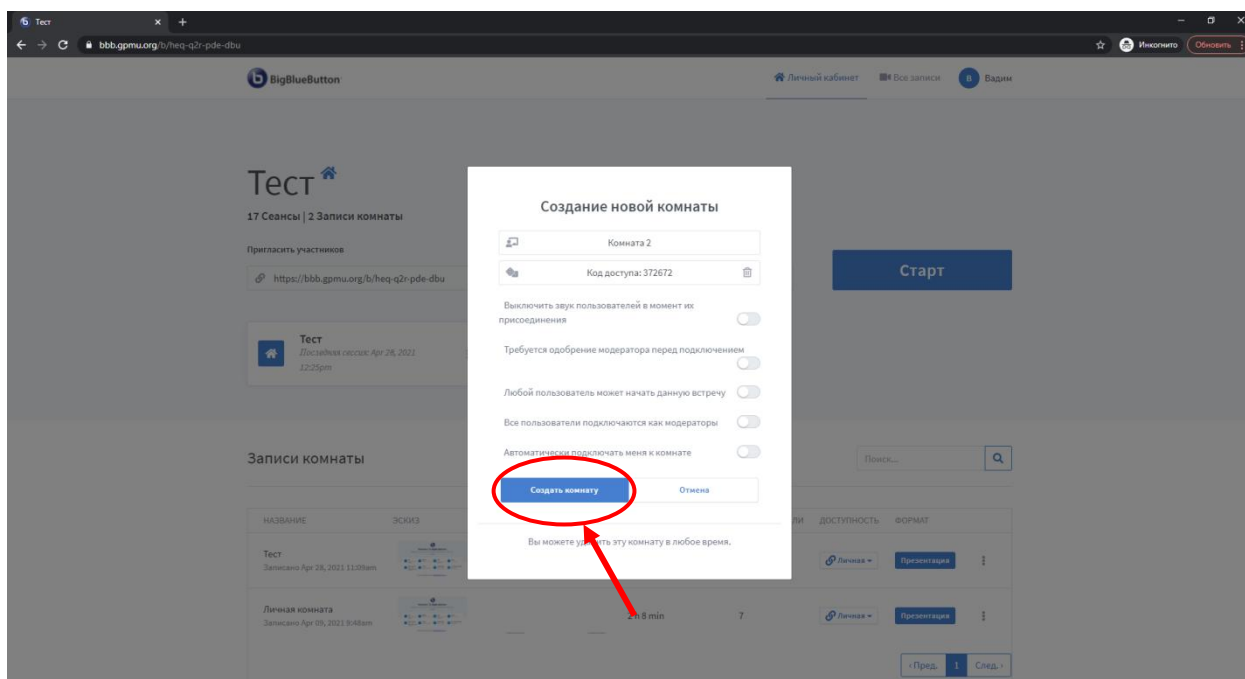 Тест
bbb.gpmu.org/b/heq-q2r-pde-dbu
Инкогнито
Обновить
BigBlueButton
Личный кабинет
Все записи
В
Вадим
Тест
17 Сеансы | 2 Записи комнаты
Пригласить участников
https://bbb.gpmu.org/b/heq-q2r-pde-dbu
Старт
Тест
Последняя сессия: Apr 28, 2021
12:25pm
Создание новой комнаты
Комната 2
Код доступа: 372672
Выключить звук пользователей в момент их
присоединения
Требуется одобрение модератора перед подключением
Любой пользователь может начать данную встречу
Все пользователи подключаются как модераторы
Автоматически подключать меня к комнате
Создать комнату
Отмена
Вы можете удалить эту комнату в любое время.
Записи комнаты
Поиск...
НАЗВАНИЕ ЭСКИЗ ДОСТУПНОСТЬ ФОРМАТ
Тест
Записано Apr 28, 2021 11:09am
Личная
Презентация
Личная комната
Записано Apr 09, 2021 9:48am
2 h 8 min
7
Личная
Презентация
‹ Пред. 1 След. ›